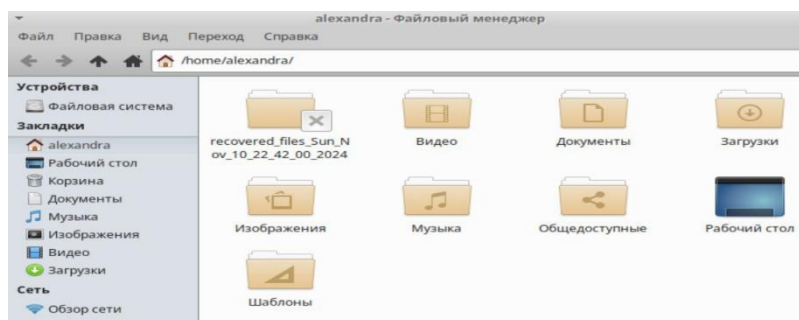 alexandra - Файловый менеджер
Файл Правка Вид Переход Справка
/home/alexandra/
Устройства
Файловая система
Закладки
alexandra
Рабочий стол
Корзина
Документы
Музыка
Изображения
Видео
Загрузки
Сеть
Обзор сети
recovered_files_Sun_N
ov_10_22_42_00_2024
Видео
Документы
Загрузки
Изображения
Музыка
Общедоступные
Рабочий стол
Шаблоны